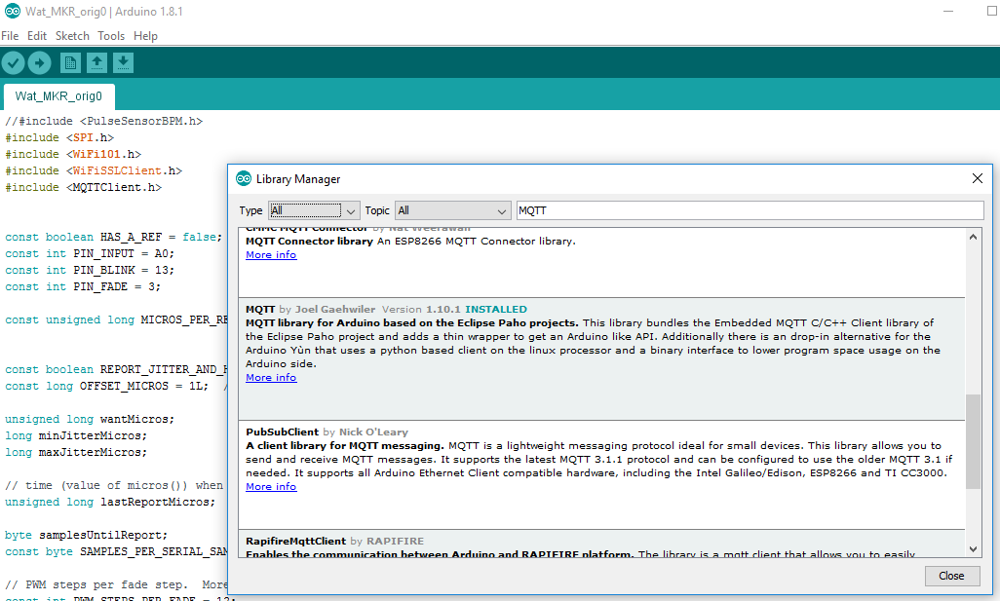 Wat_MKR_orig0 | Arduino 1.8.1
File Edit Sketch Tools Help
Wat_MKR_orig0
//#include <PulseSensorBPM.h>
#include <SPI.h>
#include <WiFi101.h>
#include <WiFiSSLClient.h>
#include <MQTTClient.h>
const boolean HAS_A_REF = false;
const int PIN_INPUT = A0;
const int PIN_BLINK = 13;
const int PIN_FADE = 3;
const unsigned long MICROS_PER_RE
const boolean REPORT_JITTER_AND_H
const long OFFSET_MICROS = 1L; /
unsigned long wantMicros;
long minJitterMicros;
long maxJitterMicros;
// time (value of micros()) when
unsigned long lastReportMicros;
byte samplesUntilReport;
const byte SAMPLES_PER_SERIAL_SAM
// PWM steps per fade step. More
const int PWM_STEPS_PER_FADE = 12;
Library Manager
Type All Topic All MQTT
CMMC MQTT Connector by Nat Weerawan
MQTT Connector library An ESP8266 MQTT Connector library.
More info
MQTT by Joel Gaehwiler Version 1.10.1 INSTALLED
MQTT library for Arduino based on the Eclipse Paho projects. This library bundles the Embedded MQTT C/C++ Client library of
the Eclipse Paho project and adds a thin wrapper to get an Arduino like API. Additionally there is an drop-in alternative for the
Arduino Yùn that uses a python based client on the linux processor and a binary interface to lower program space usage on the
Arduino side.
More info
PubSubClient by Nick O'Leary
A client library for MQTT messaging. MQTT is a lightweight messaging protocol ideal for small devices. This library allows you to
send and receive MQTT messages. It supports the latest MQTT 3.1.1 protocol and can be configured to use the older MQTT 3.1 if
needed. It supports all Arduino Ethernet Client compatible hardware, including the Intel Galileo/Edison, ESP8266 and TI CC3000.
More info
RapifireMqttClient by RAPIFIRE
Enables the communication between Arduino and RAPIFIRE platform. The library is a mqtt client that allows you to easily
Close